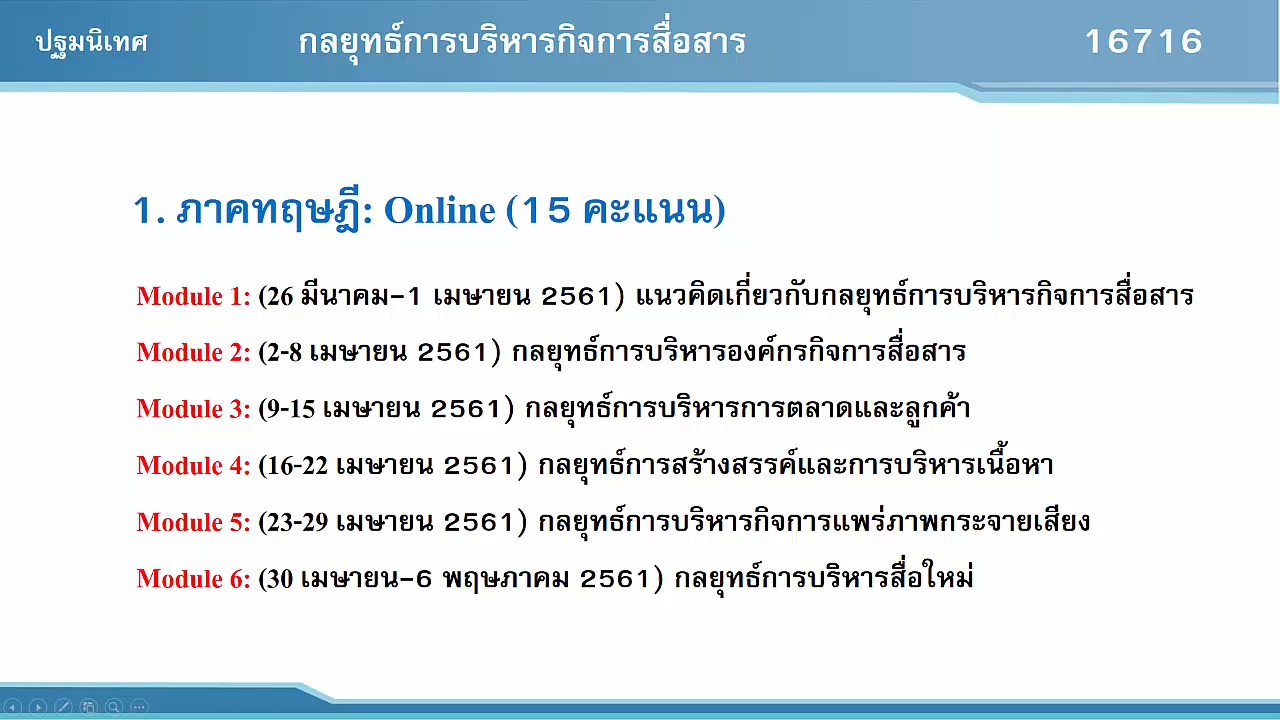 ปฐมนิเทศ กลยุทธ์การบริหารกิจการสื่อสาร 16716
1. ภาคทฤษฎี: Online (15 คะแนน)
Module 1: (26 มีนาคม-1 เมษายน 2561) แนวคิดเกี่ยวกับกลยุทธ์การบริหารกิจการสื่อสาร
Module 2: (2-8 เมษายน 2561) กลยุทธ์การบริหารองค์กรกิจการสื่อสาร
Module 3: (9-15 เมษายน 2561) กลยุทธ์การบริหารการตลาดและลูกค้า
Module 4: (16-22 เมษายน 2561) กลยุทธ์การสร้างสรรค์และการบริหารเนื้อหา
Module 5: (23-29 เมษายน 2561) กลยุทธ์การบริหารกิจการแพร่ภาพกระจายเสียง
Module 6: (30 เมษายน-6 พฤษภาคม 2561) กลยุทธ์การบริหารสื่อใหม่